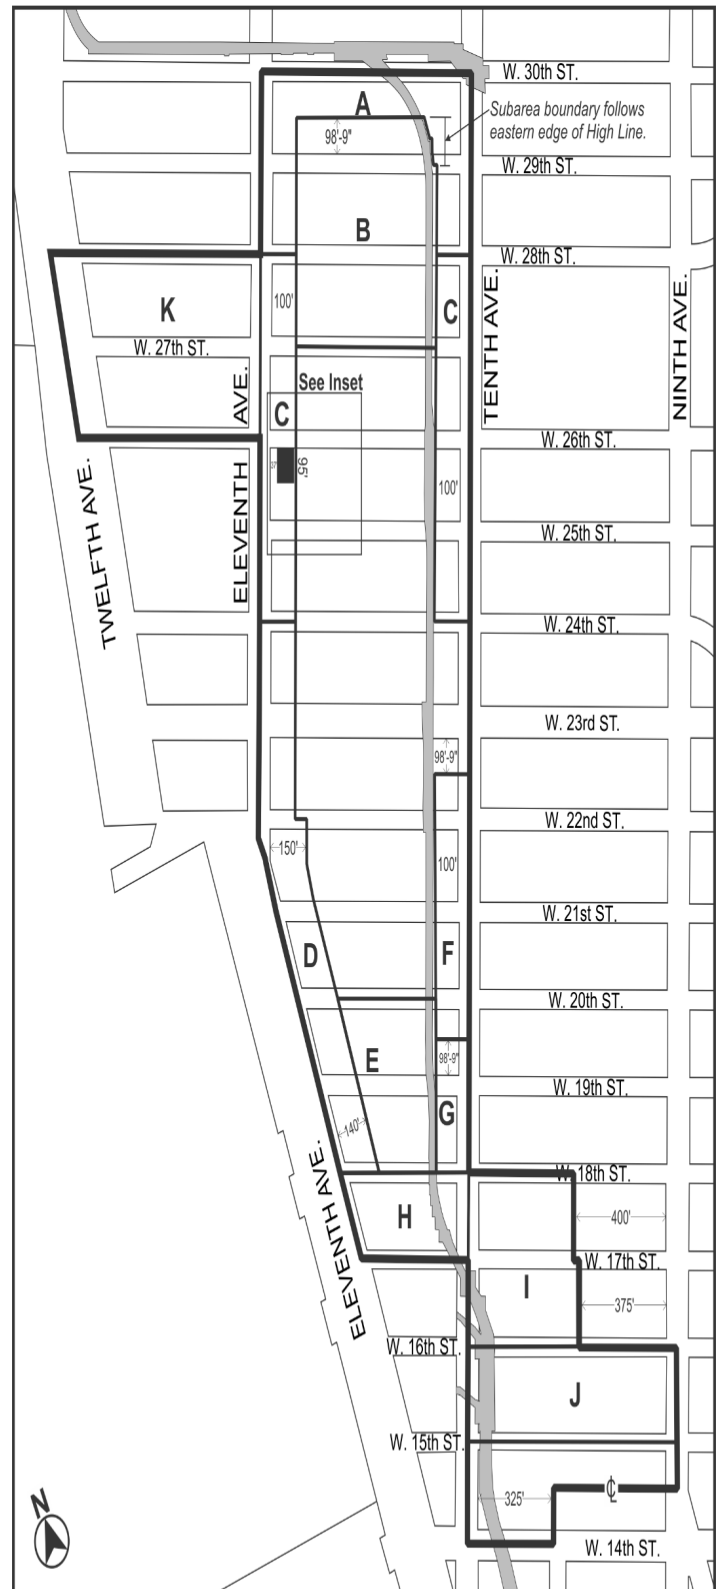 W. 30th ST.
A
Subarea boundary follows
eastern edge of High Line.
98'-9"
W. 29th ST.
B
W. 28th ST.
K
100'
C
TENTH AVE.
NINTH AVE.
W. 27th ST.
AVE.
See Inset
C
W. 26th ST.
95'
TWELFTH AVE.
ELEVENTH
100'
W. 25th ST.
W. 24th ST.
W. 23rd ST.
98'-9"
W. 22nd ST.
150'
100'
W. 21st ST.
D
F
W. 20th ST.
E
98'-9"
W. 19th ST.
G
140'
W. 18th ST.
ELEVENTH AVE.
H
400'
W. 17th ST.
I
375'
W. 16th ST.
J
W. 15th ST.
325'
℄
N
W. 14th ST.